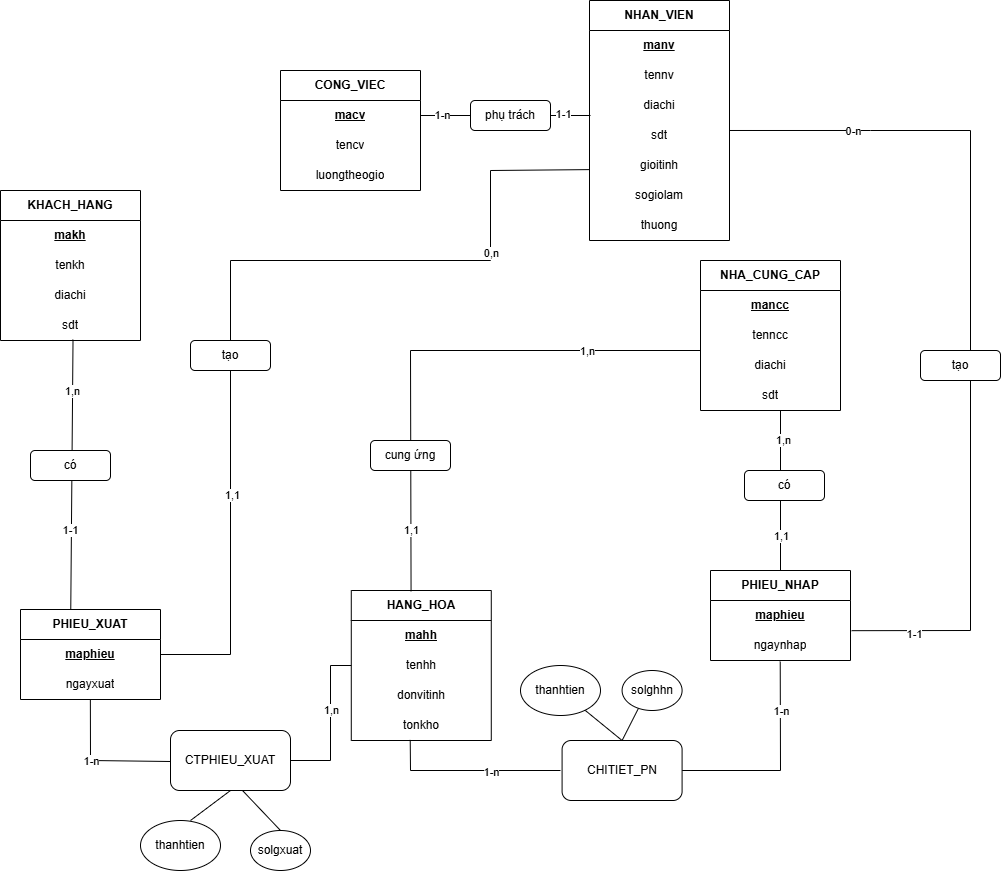 NHAN_VIEN
manv
tennv
diachi
sdt
gioitinh
sogiolam
thuong
CONG_VIEC
macv
tencv
luongtheogio
1-n
phụ trách
1-1
0-n
KHACH_HANG
makh
tenkh
diachi
sdt
0,n
NHA_CUNG_CAP
mancc
tenncc
diachi
sdt
tạo
1,n
tạo
1,n
cung ứng
1,n
có
có
1,1
1-1
1,1
1,1
PHIEU_NHAP
maphieu
ngaynhap
1-1
HANG_HOA
mahh
tenhh
donvitinh
tonkho
PHIEU_XUAT
maphieu
ngayxuat
thanhtien
solghhn
1,n
1-n
1-n
CTPHIEU_XUAT
1-n
CHITIET_PN
thanhtien
solgxuat